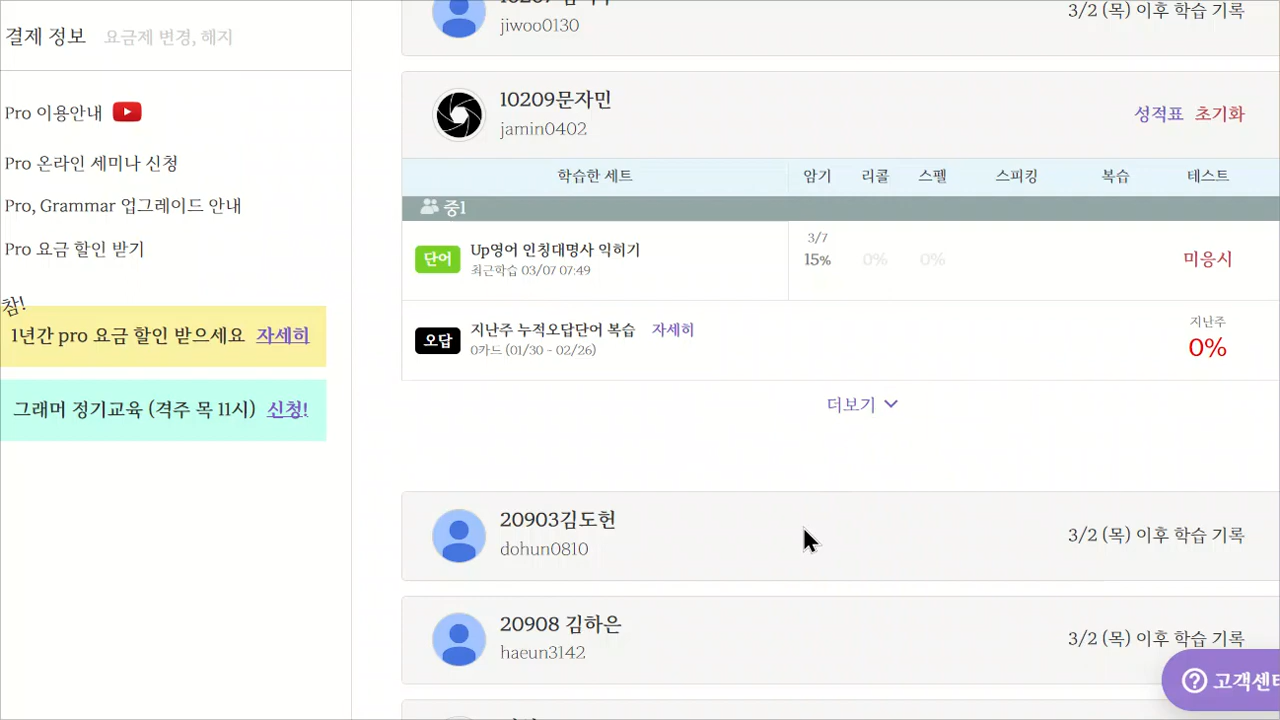 결제 정보 요금제 변경, 해지
Pro 이용안내
Pro 온라인 세미나 신청
Pro, Grammar 업그레이드 안내
Pro 요금 할인 받기
참!
1년간 pro 요금 할인 받으세요 자세히
그래머 정기교육 (격주 목 11시) 신청!
jiwoo0130
3/2 (목) 이후 학습 기록
10209문자민
jamin0402
성적표 초기화
학습한 세트 암기 리콜 스펠 스피킹 복습 테스트
중1
단어 Up영어 인칭대명사 익히기
최근학습 03/07 07:49
3/7
15% 0% 0% 미응시
오답 지난주 누적오답단어 복습 자세히
0카드 (01/30 - 02/26)
지난주
0%
더보기
20903김도헌
dohun0810
3/2 (목) 이후 학습 기록
20908 김하은
haeun3142
3/2 (목) 이후 학습 기록
고객센터